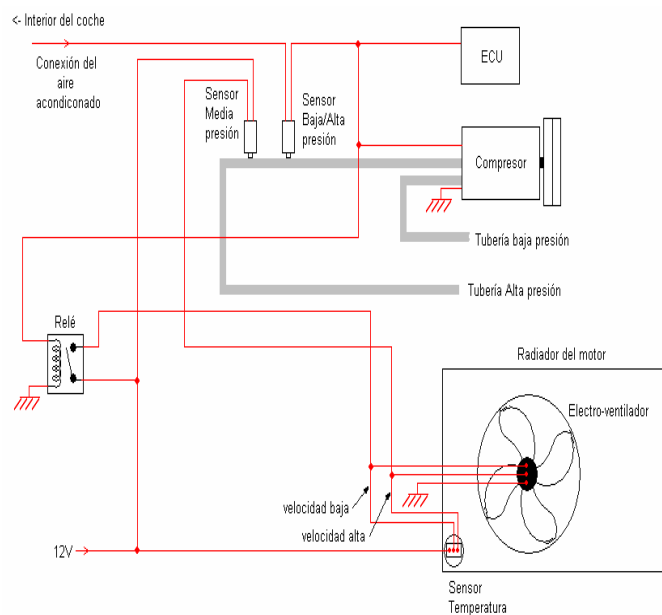 <- Interior del coche
Conexión del
aire
acondicionado
Sensor
Media
presión
Sensor
Baja/Alta
presión
ECU
Compresor
Tubería baja presión
Tubería Alta presión
Relé
Radiador del motor
Electro-ventilador
velocidad baja
velocidad alta
12V
Sensor
Temperatura